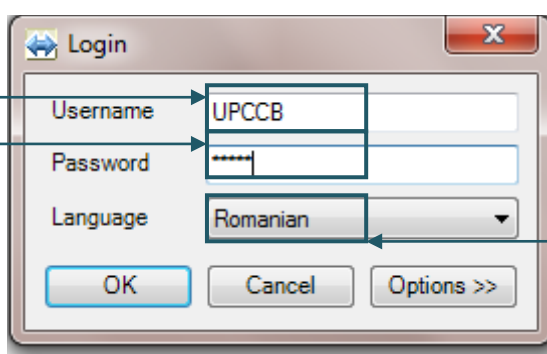 Login
Username UPCCB
Password *****
Language Romanian
OK Cancel Options >>